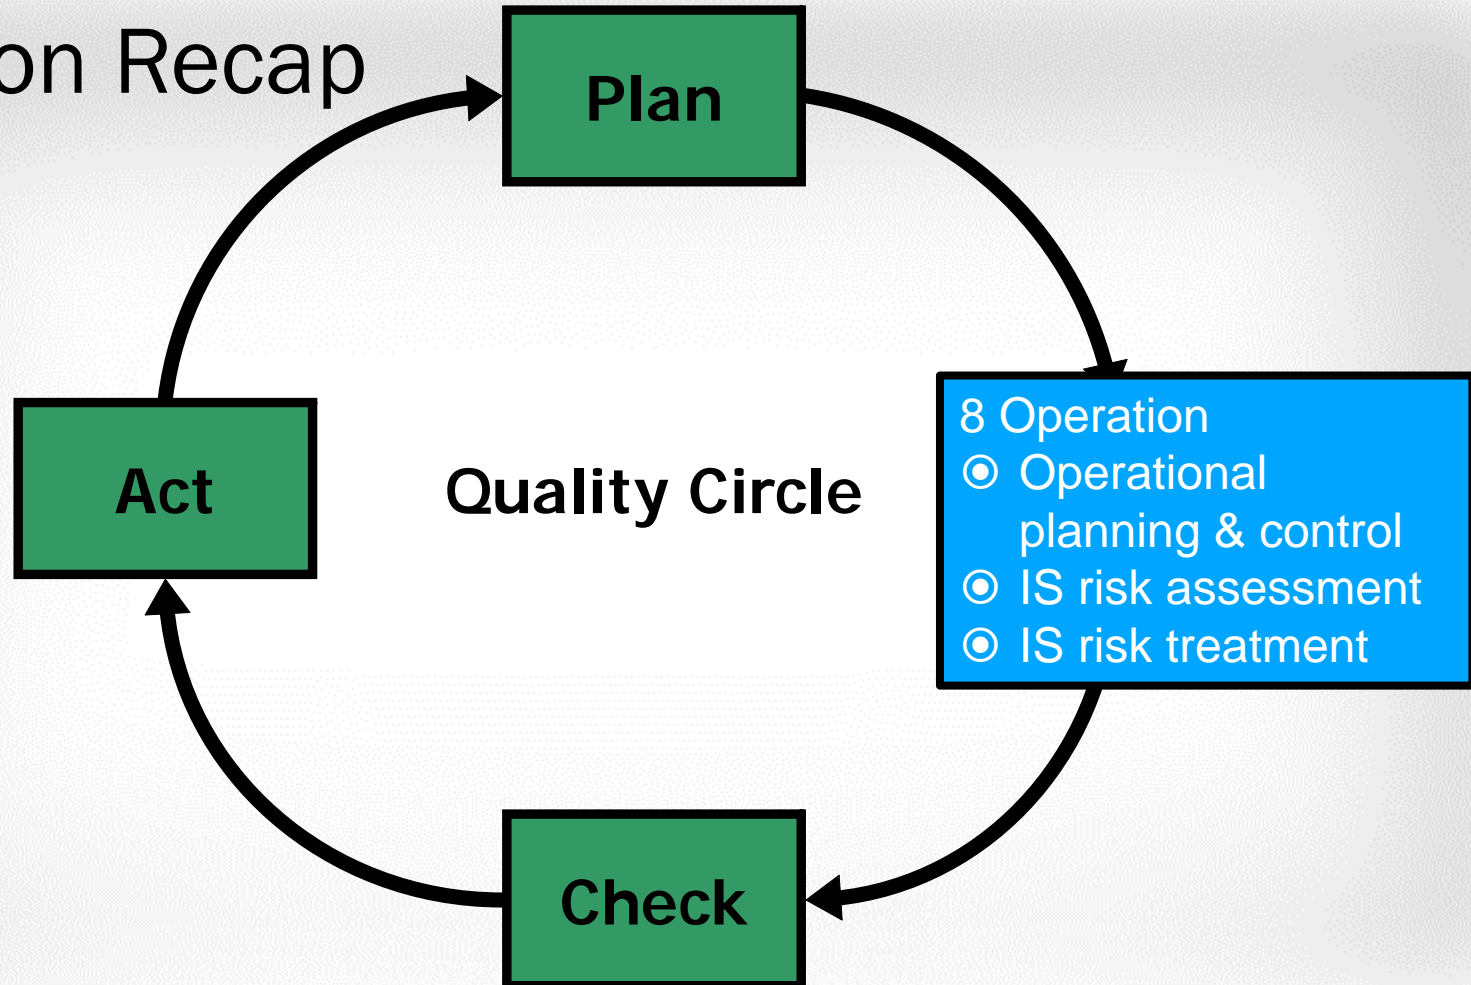 on Recap
Plan
8 Operation
Operational
planning & control
IS risk assessment
IS risk treatment
Act
Quality Circle
Check